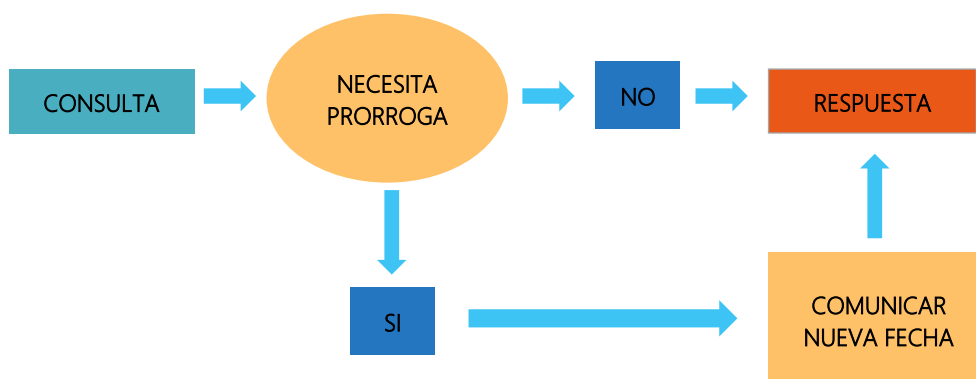 CONSULTA
NECESITA
PRORROGA
NO
RESPUESTA
SI
COMUNICAR
NUEVA FECHA